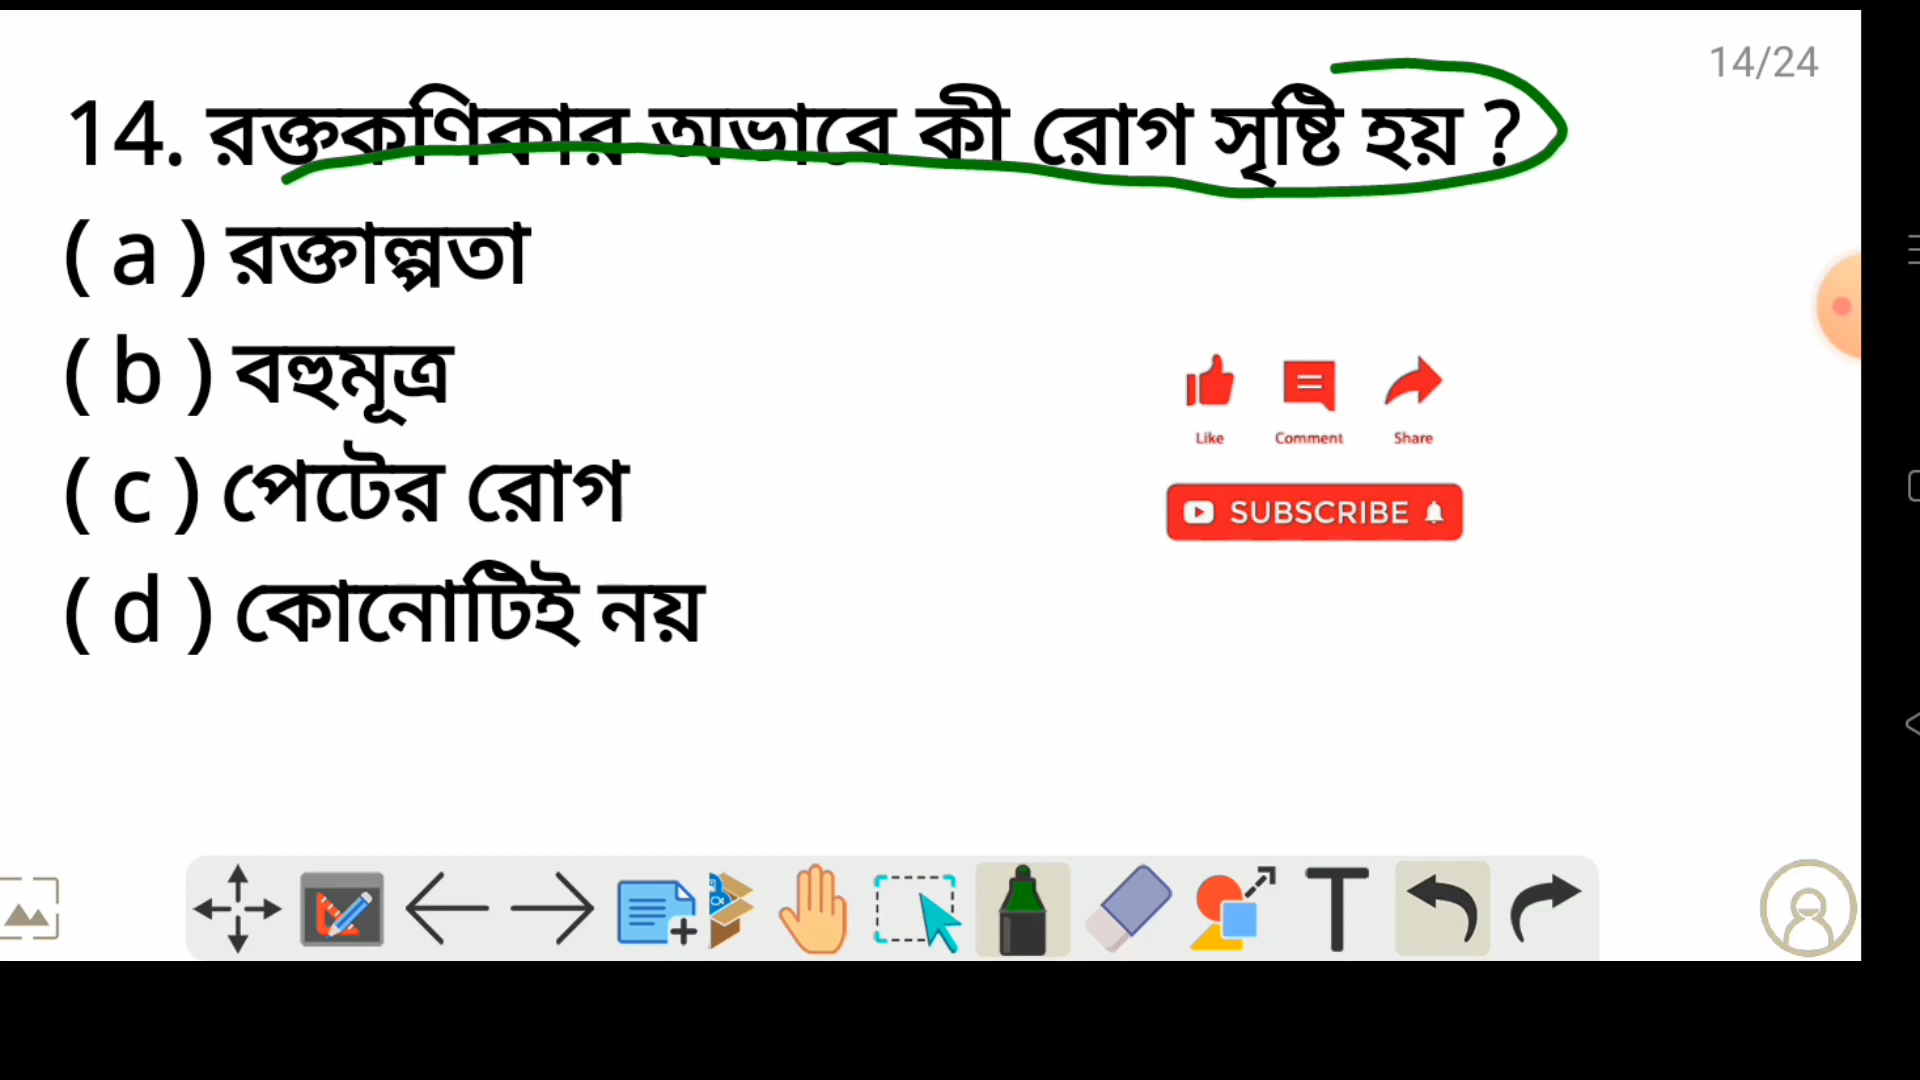 14/24
14. রক্তকণিকার অভাবে কী রোগ সৃষ্টি হয় ?
( a ) রক্তাল্পতা
( b ) বহুমূত্র
( c ) পেটের রোগ
( d ) কোনোটিই নয়
Like Comment Share
SUBSCRIBE